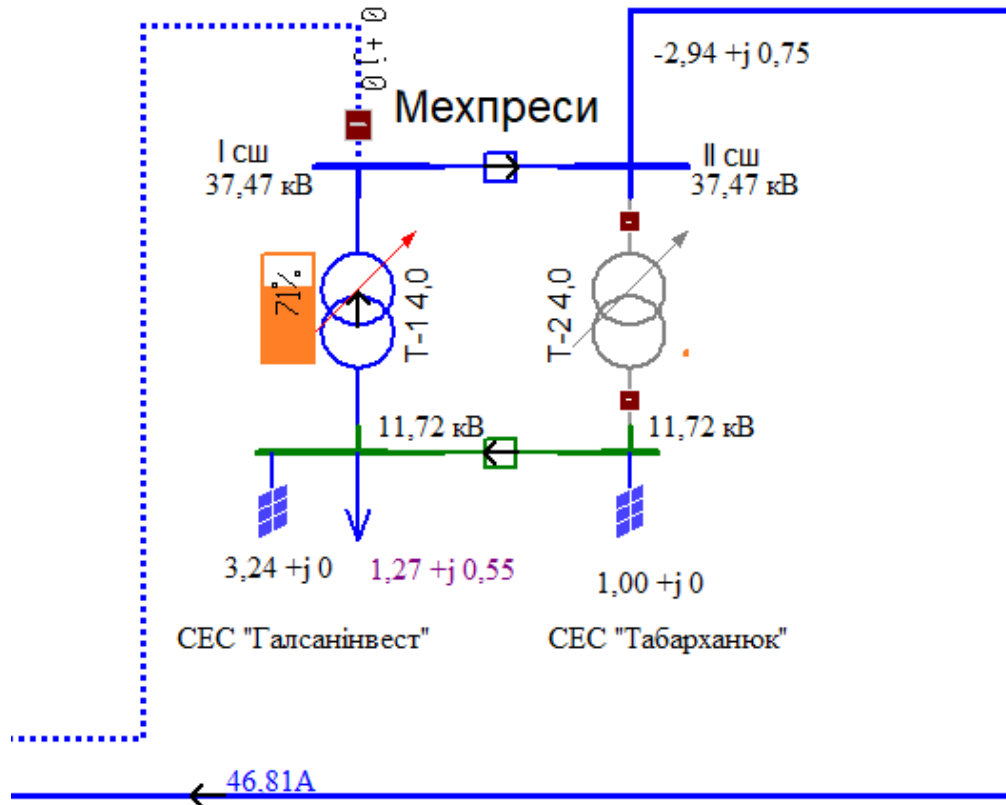 0 +j 0
-2,94 +j 0,75
Мехпреси
I сш
37,47 кВ
II сш
37,47 кВ
71%
Т-1 4,0
Т-2 4,0
11,72 кВ
11,72 кВ
3,24 +j 0
1,27 +j 0,55
1,00 +j 0
СЕС "Галсанінвест"
СЕС "Табарханюк"
46,81А